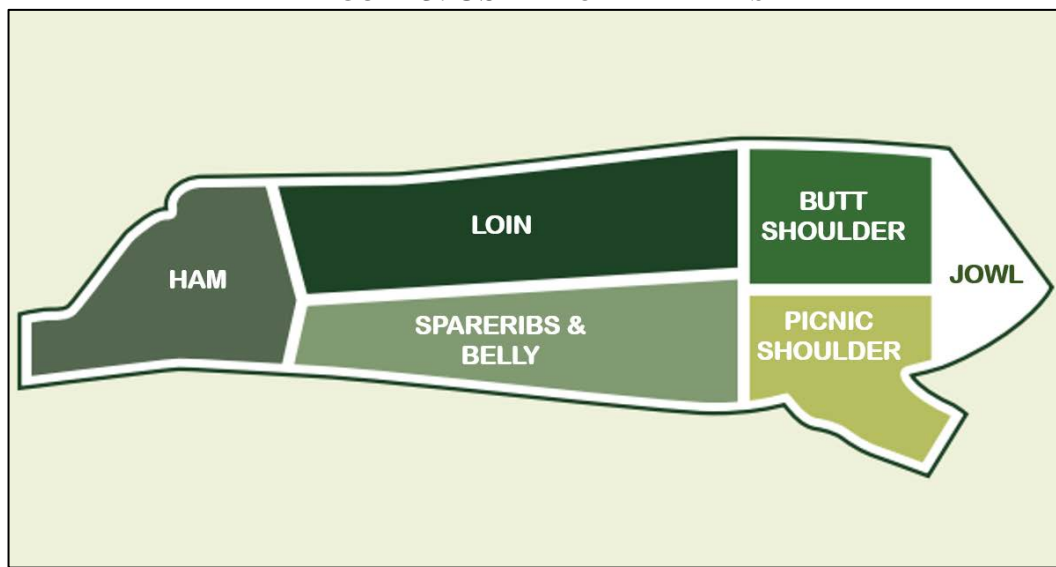 LOIN
BUTT
SHOULDER
HAM
JOWL
SPARERIBS &
BELLY
PICNIC
SHOULDER